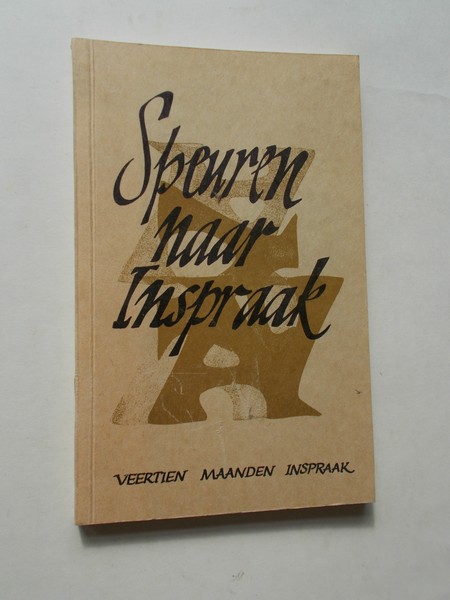 Speuren
naar
Inspraak
VEERTIEN MAANDEN INSPRAAK